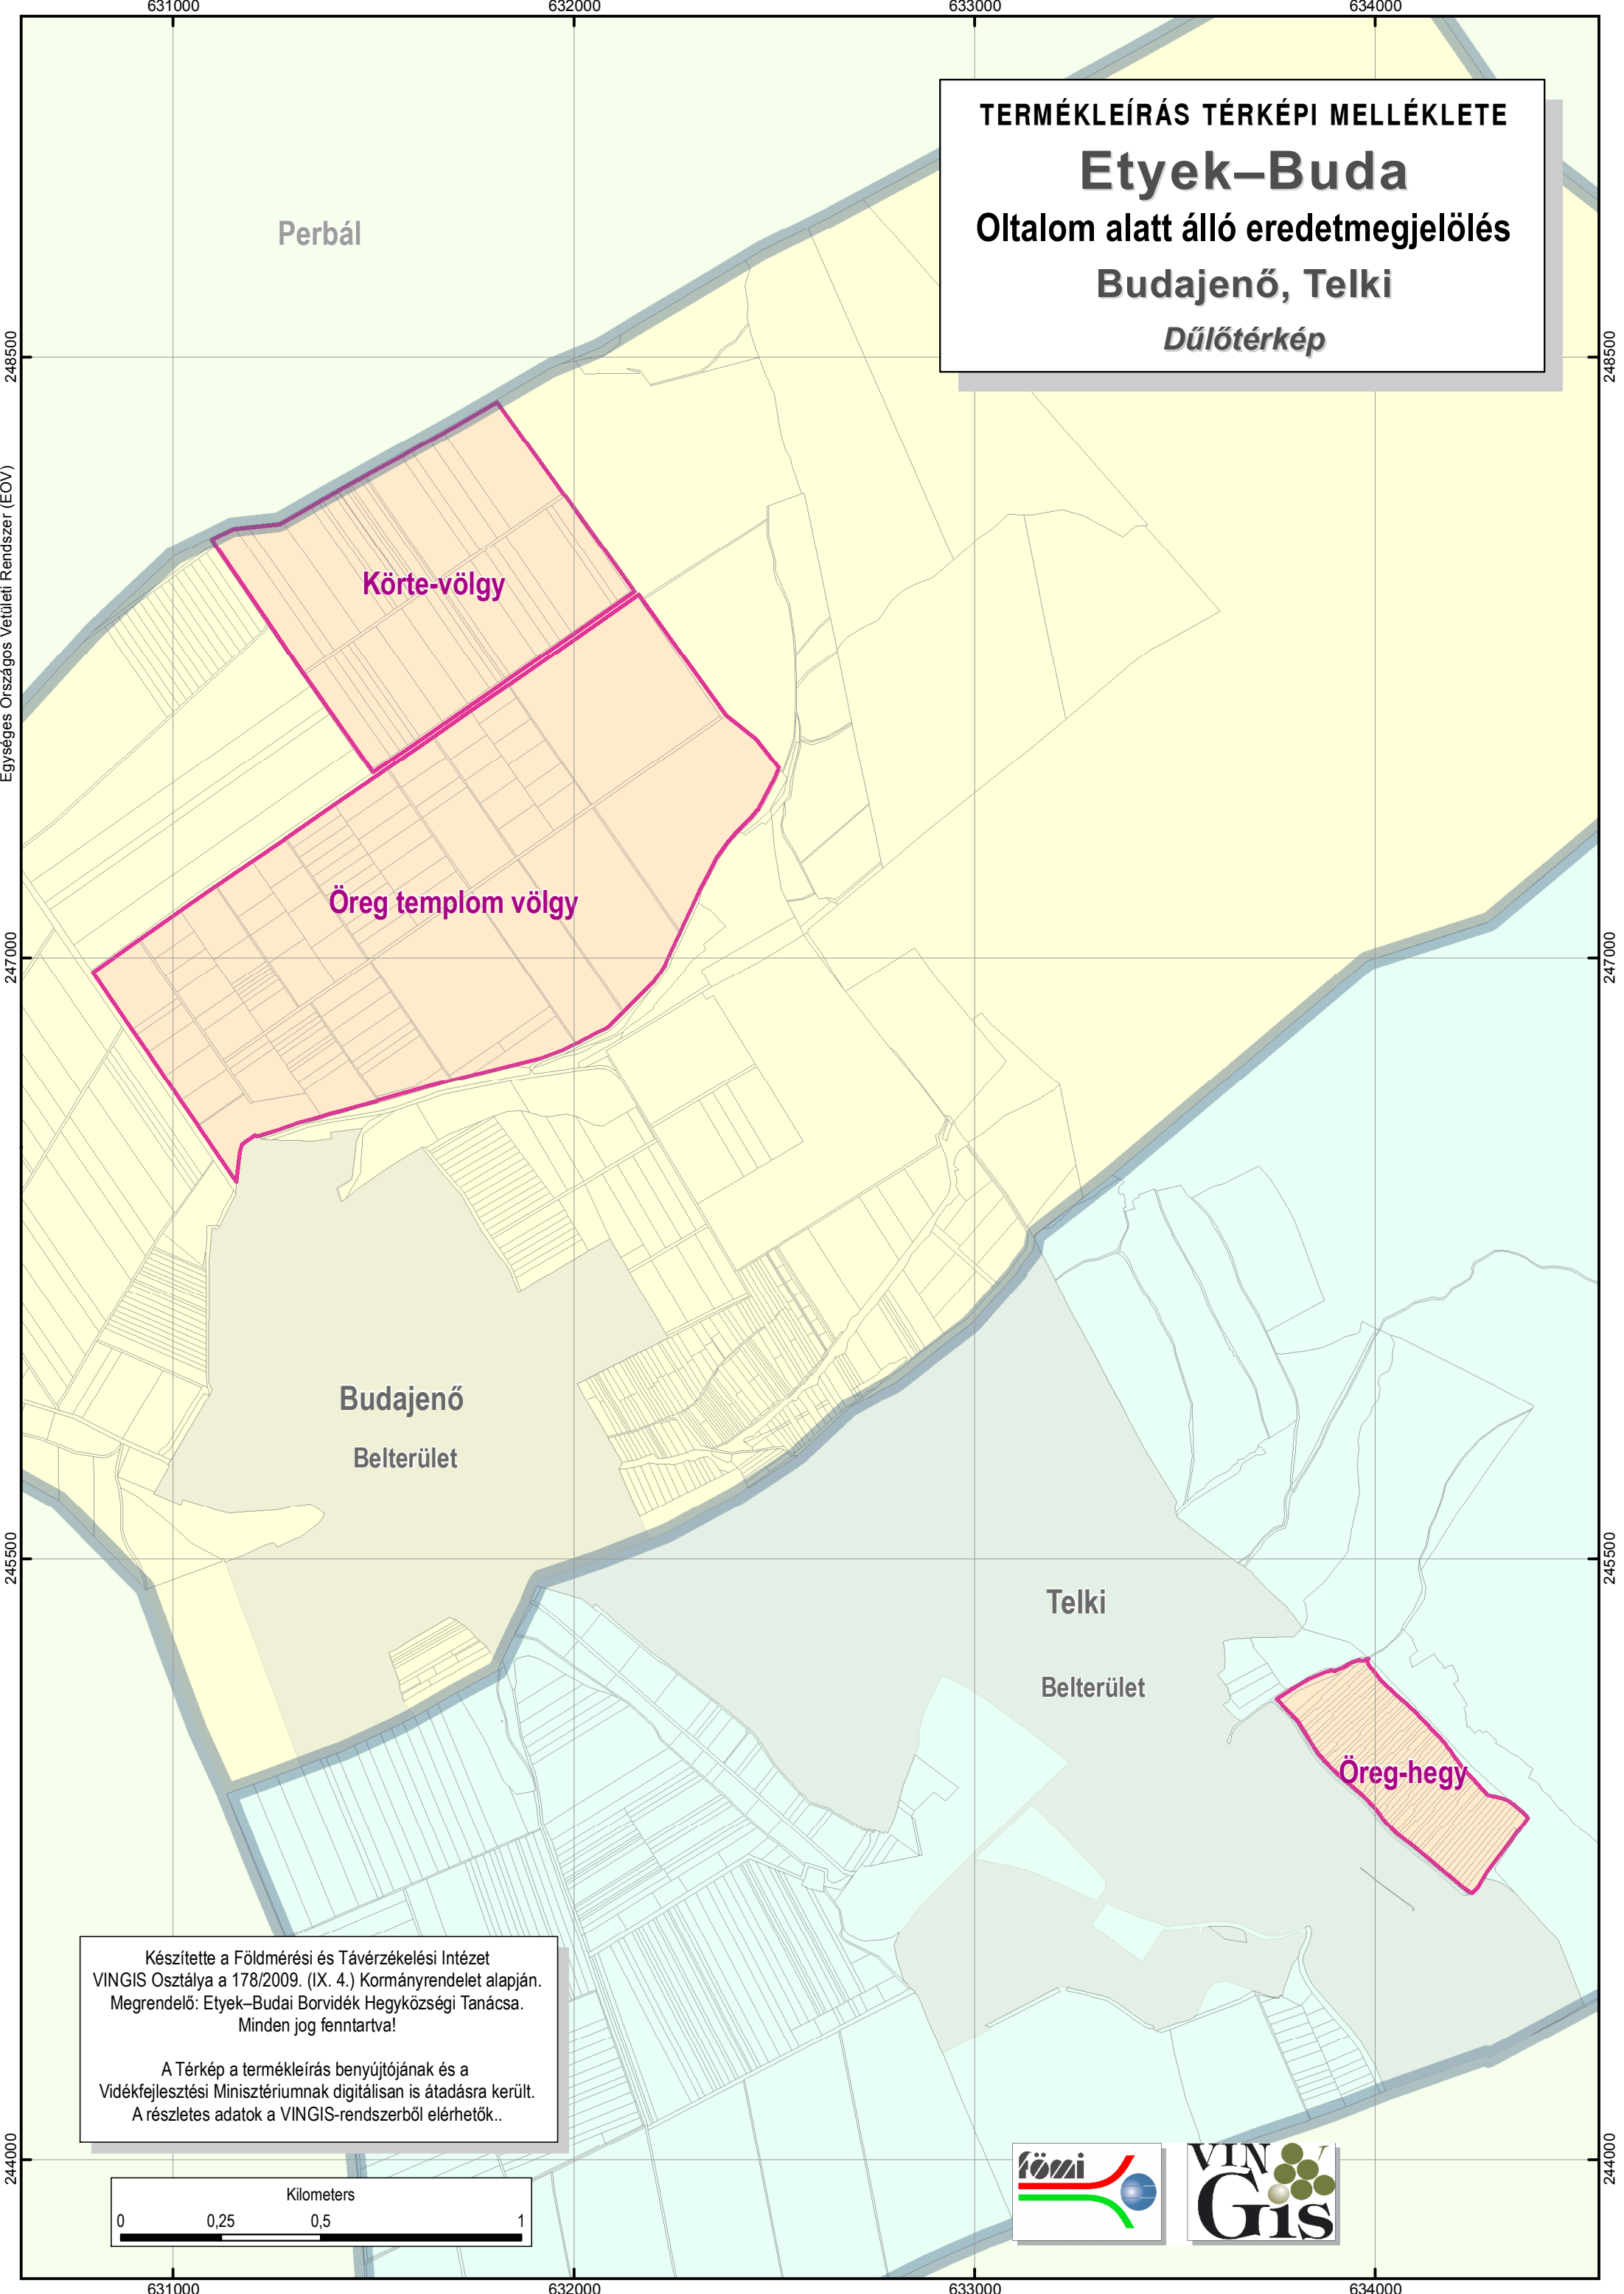 631000
632000
633000
634000
TERMÉKLEÍRÁS TÉRKÉPI MELLÉKLETE
Etyek–Buda
Oltalom alatt álló eredetmegjelölés
Budajenő, Telki
Dűlőtérkép
Perbál
248500
248500
Egységes Országos Vetületi Rendszer (EOV)
Körte-völgy
Öreg templom völgy
247000
247000
Budajenő
Belterület
245500
245500
Telki
Belterület
Öreg-hegy
Készítette a Földmérési és Távérzékelési Intézet
VINGIS Osztálya a 178/2009. (IX. 4.) Kormányrendelet alapján.
Megrendelő: Etyek–Budai Borvidék Hegyközségi Tanácsa.
Minden jog fenntartva!
A Térkép a termékleírás benyújtójának és a
Vidékfejlesztési Minisztériumnak digitálisan is átadásra került.
A részletes adatok a VINGIS-rendszerből elérhetők..
244000
244000
Kilometers
0 0,25 0,5 1
fömi
VIN
Gis
631000
632000
633000
634000